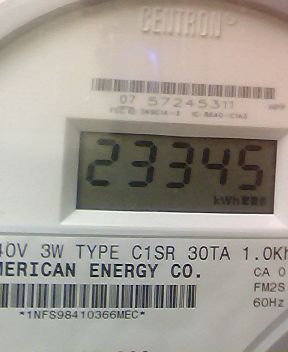 CENTRON
07 57245311
23345
kWh
40V 3W TYPE C1SR 30TA 1.0Kh
MERICAN ENERGY CO. CA 0
FM2S
60Hz
*1NFS98410366MEC*